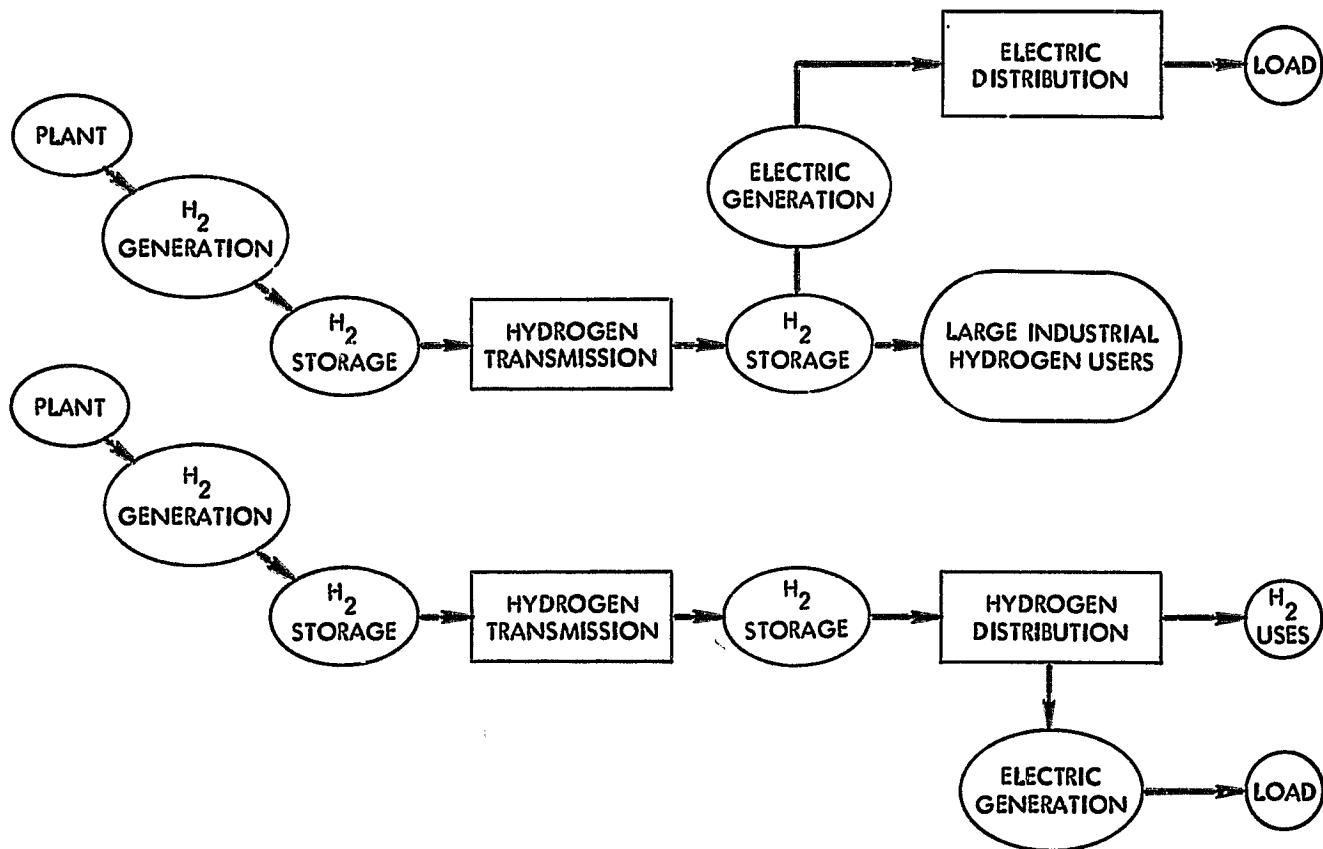 ELECTRIC
DISTRIBUTION
LOAD
PLANT
ELECTRIC
GENERATION
H2
GENERATION
H2
STORAGE
HYDROGEN
TRANSMISSION
H2
STORAGE
LARGE INDUSTRIAL
HYDROGEN USERS
PLANT
H2
GENERATION
H2
STORAGE
HYDROGEN
TRANSMISSION
H2
STORAGE
HYDROGEN
DISTRIBUTION
H2
USES
ELECTRIC
GENERATION
LOAD